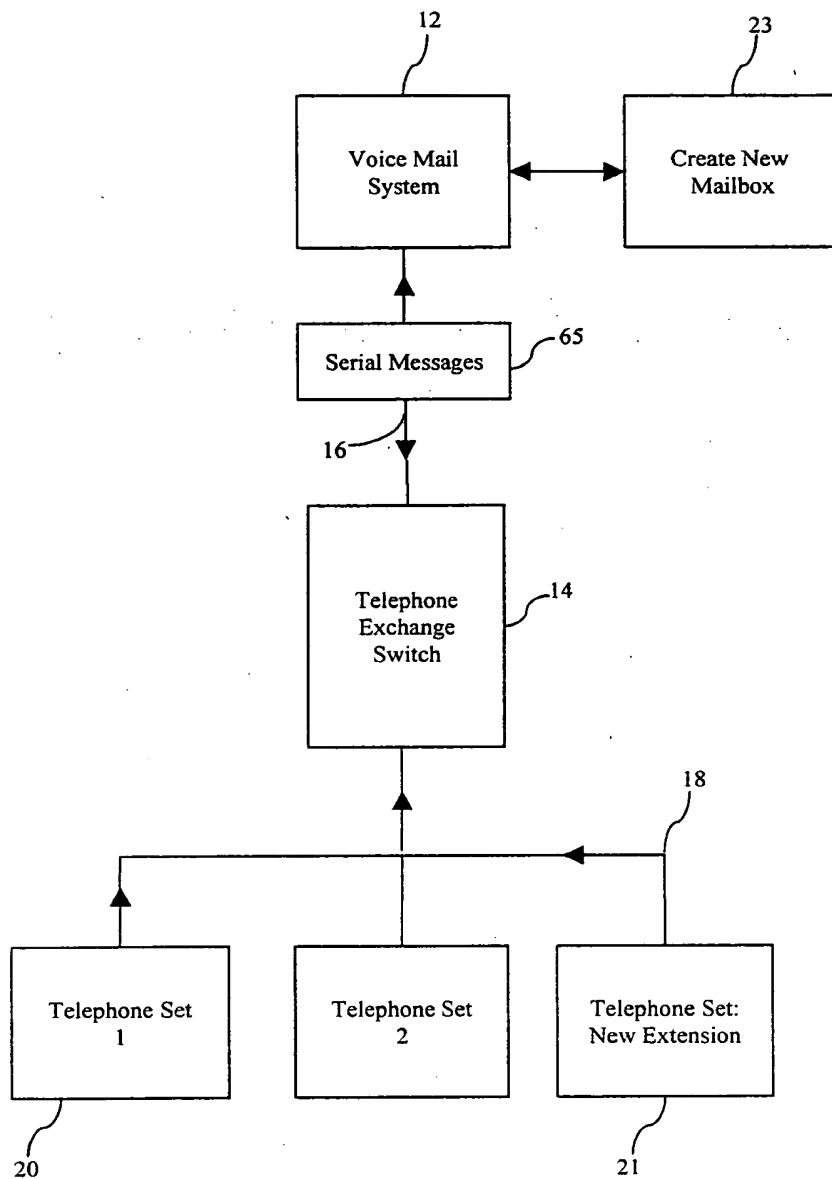 12
23
Voice Mail
System
Create New
Mailbox
Serial Messages
65
16
Telephone
Exchange
Switch
14
18
Telephone Set
1
Telephone Set
2
Telephone Set:
New Extension
20
21